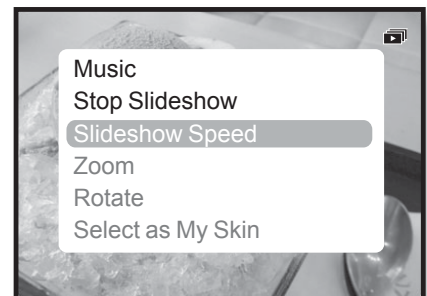 Music
Stop Slideshow
Slideshow Speed
Zoom
Rotate
Select as My Skin